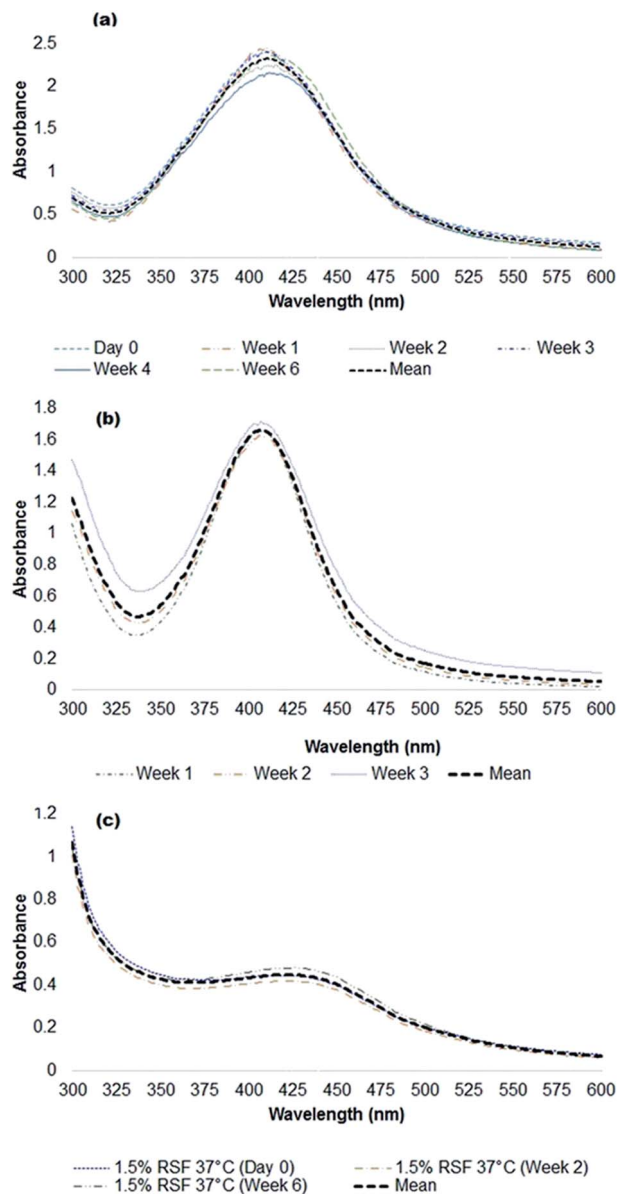 (a)
Absorbance
2.5
2
1.5
1
0.5
0
300 325 350 375 400 425 450 475 500 525 550 575 600
Wavelength (nm)
Day 0 Week 1 Week 2 Week 3
Week 4 Week 6 Mean
(b)
Absorbance
1.8
1.6
1.4
1.2
1
0.8
0.6
0.4
0.2
0
300 325 350 375 400 425 450 475 500 525 550 575 600
Wavelength (nm)
Week 1 Week 2 Week 3 Mean
(c)
Absorbance
1.2
1
0.8
0.6
0.4
0.2
0
300 325 350 375 400 425 450 475 500 525 550 575 600
Wavelength (nm)
1.5% RSF 37°C (Day 0) 1.5% RSF 37°C (Week 2)
1.5% RSF 37°C (Week 6) Mean